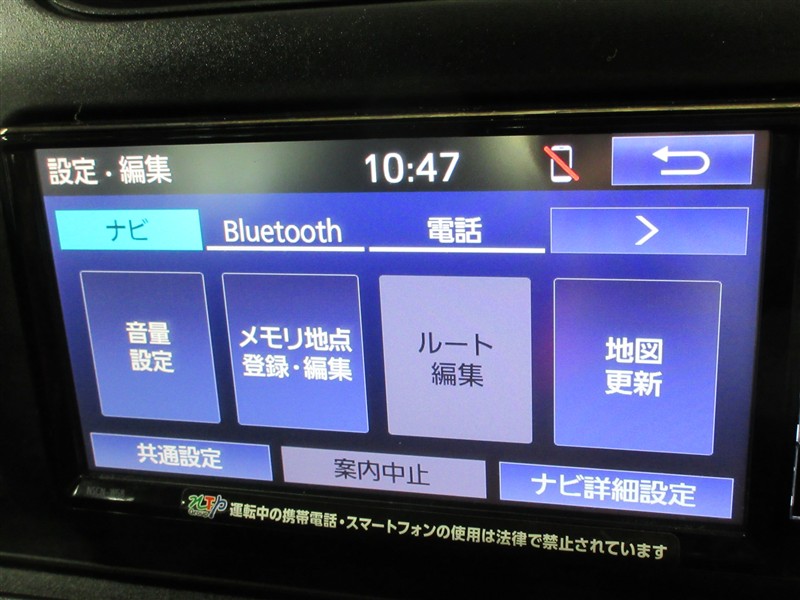 設定・編集
10:47
ナビ
Bluetooth
電話
音量
設定
メモリ地点
登録・編集
ルート
編集
地図
更新
共通設定
案内中止
ナビ詳細設定
運転中の携帯電話・スマートフォンの使用は法律で禁止されています